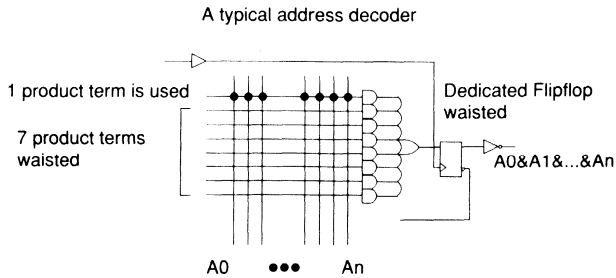 A typical address decoder
1 product term is used
7 product terms
waisted
Dedicated Flipflop
waisted
A0&A1&...&An
A0 ●●● An